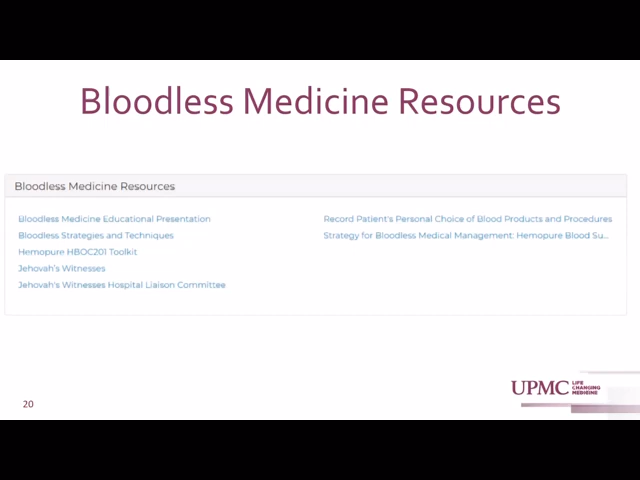 Bloodless Medicine Resources
Bloodless Medicine Resources
Bloodless Medicine Educational Presentation
Bloodless Strategies and Techniques
Hemopure HBOC201 Toolkit
Jehovah's Witnesses
Jehovah's Witnesses Hospital Liaison Committee
Record Patient's Personal Choice of Blood Products and Procedures
Strategy for Bloodless Medical Management: Hemopure Blood Su...
UPMC LIFE
CHANGING
MEDICINE
20